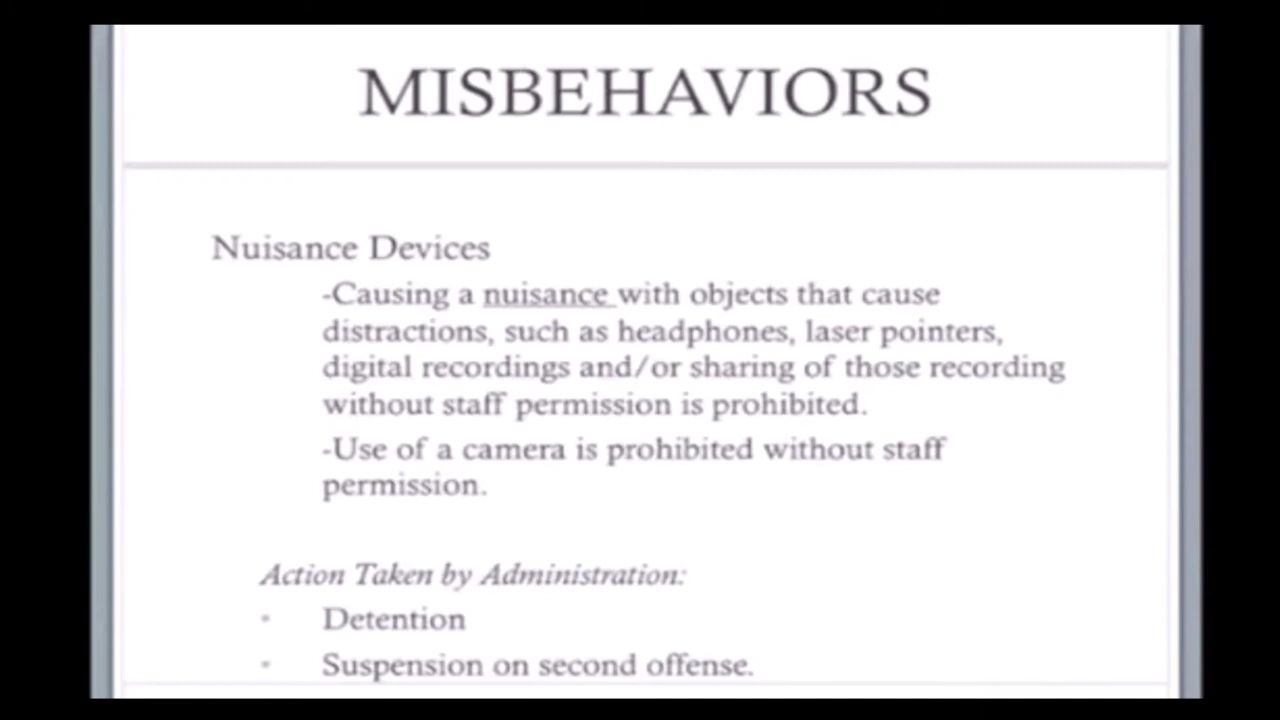 MISBEHAVIORS
Nuisance Devices
-Causing a nuisance with objects that cause
distractions, such as headphones, laser pointers,
digital recordings and/or sharing of those recording
without staff permission is prohibited.
-Use of a camera is prohibited without staff
permission.
Action Taken by Administration:
• Detention
• Suspension on second offense.